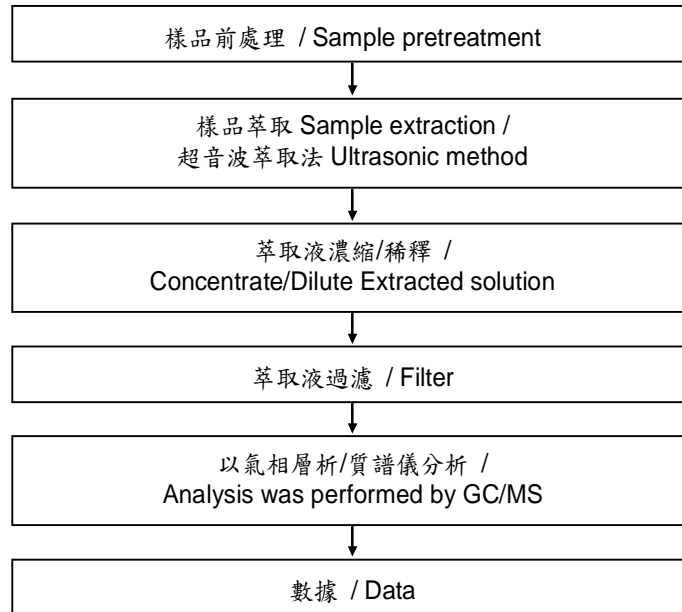 樣品前處理 / Sample pretreatment
樣品萃取 Sample extraction /
超音波萃取法 Ultrasonic method
萃取液濃縮/稀釋 /
Concentrate/Dilute Extracted solution
萃取液過濾 / Filter
以氣相層析/質譜儀分析 /
Analysis was performed by GC/MS
數據 / Data